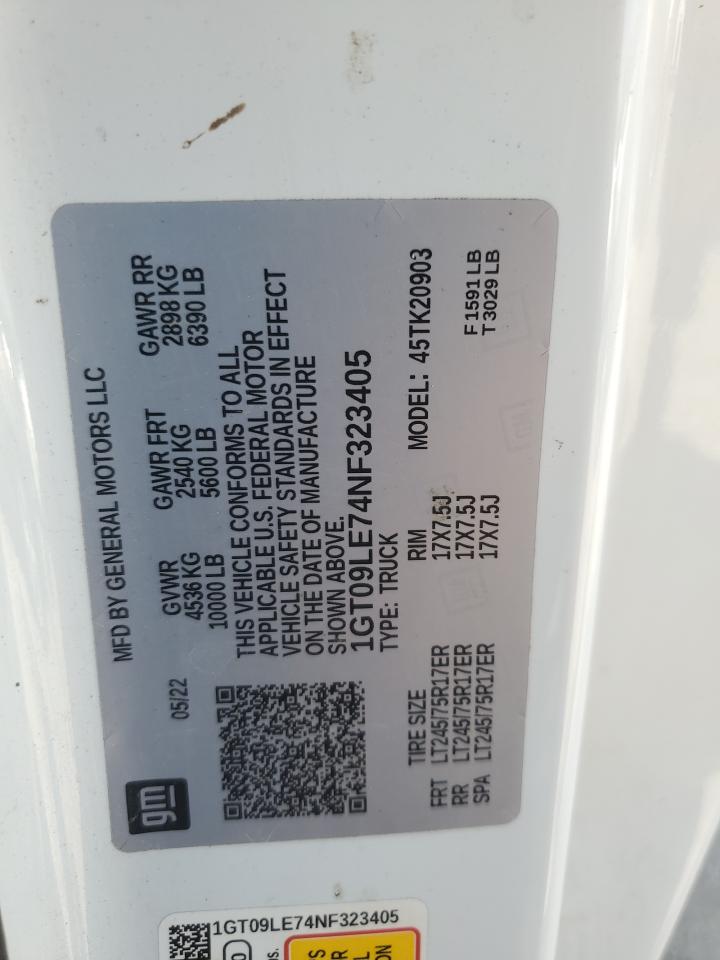 MFD BY GENERAL MOTORS LLC
gm
05/22
GVWR GAWR FRT GAWR RR
4536 KG 2540 KG 2898 KG
10000 LB 5600 LB 6390 LB
THIS VEHICLE CONFORMS TO ALL
APPLICABLE U.S. FEDERAL MOTOR
VEHICLE SAFETY STANDARDS IN EFFECT
ON THE DATE OF MANUFACTURE
SHOWN ABOVE.
1GT09LE74NF323405
TYPE: TRUCK
MODEL: 45TK20903
TIRE SIZE RIM
FRT LT245/75R17ER 17X7.5J
RR LT245/75R17ER 17X7.5J
SPA LT245/75R17ER 17X7.5J
F 1591 LB
T 3029 LB
1GT09LE74NF323405